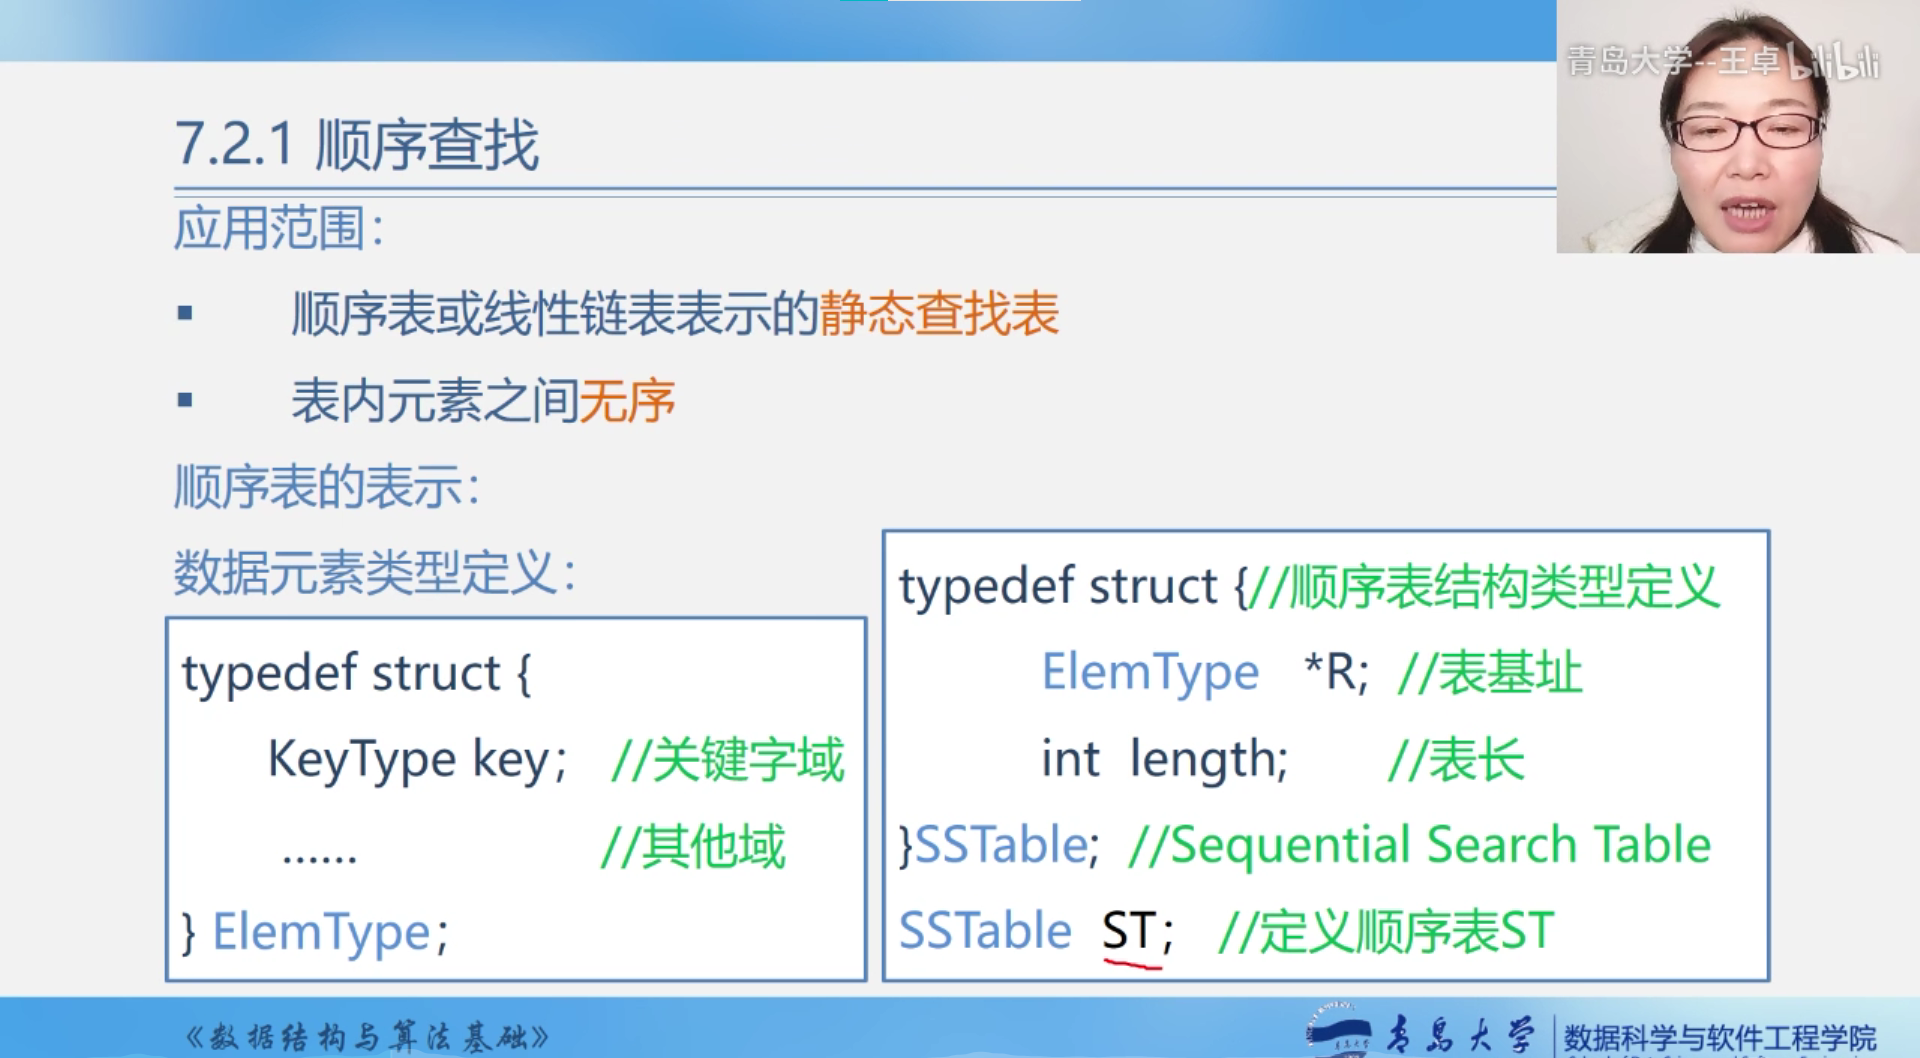 青岛大学--王卓 bilibili
7.2.1 顺序查找
应用范围：
▪ 顺序表或线性链表表示的静态查找表
▪ 表内元素之间无序
顺序表的表示：
数据元素类型定义：
typedef struct {
KeyType key； //关键字域
…… //其他域
} ElemType；
typedef struct {//顺序表结构类型定义
ElemType *R; //表基址
int length; //表长
}SSTable; //Sequential Search Table
SSTable ST； //定义顺序表ST
《数据结构与算法基础》
青岛大学 数据科学与软件工程学院